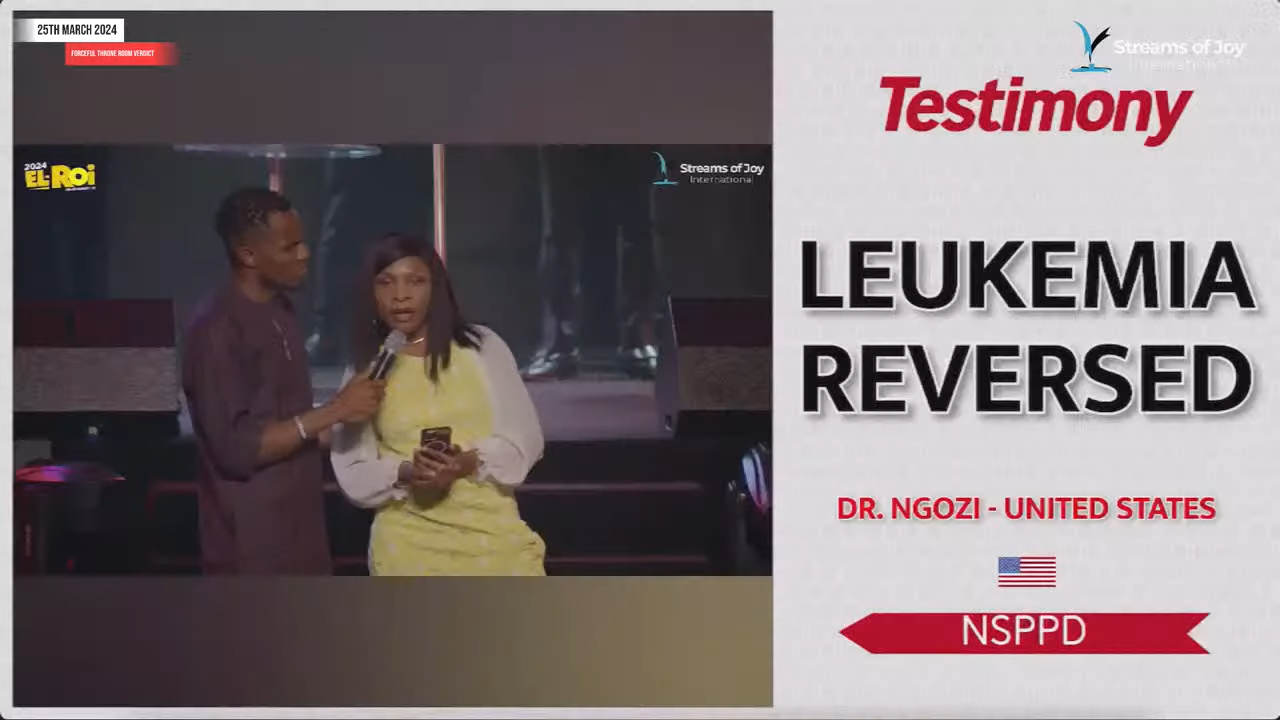 25TH MARCH 2024
FORCEFUL THRONE ROOM VERDICT
2024
EL-ROI
Streams of Joy
International
Streams of Joy
International
Testimony
LEUKEMIA
REVERSED
DR. NGOZI - UNITED STATES
NSPPD